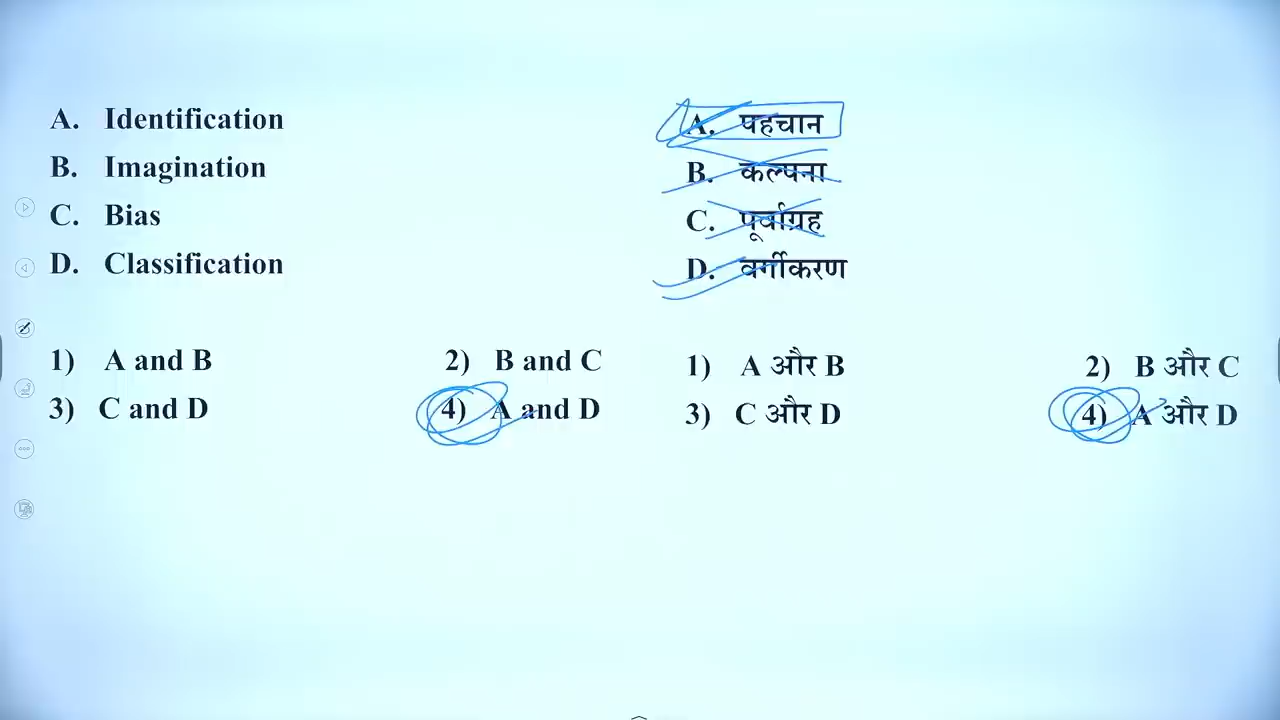 A. Identification
B. Imagination
C. Bias
D. Classification
1) A and B 2) B and C
3) C and D 4) A and D
A. पहचान
B. कल्पना
C. पूर्वाग्रह
D. वर्गीकरण
1) A और B 2) B और C
3) C और D 4) A और D